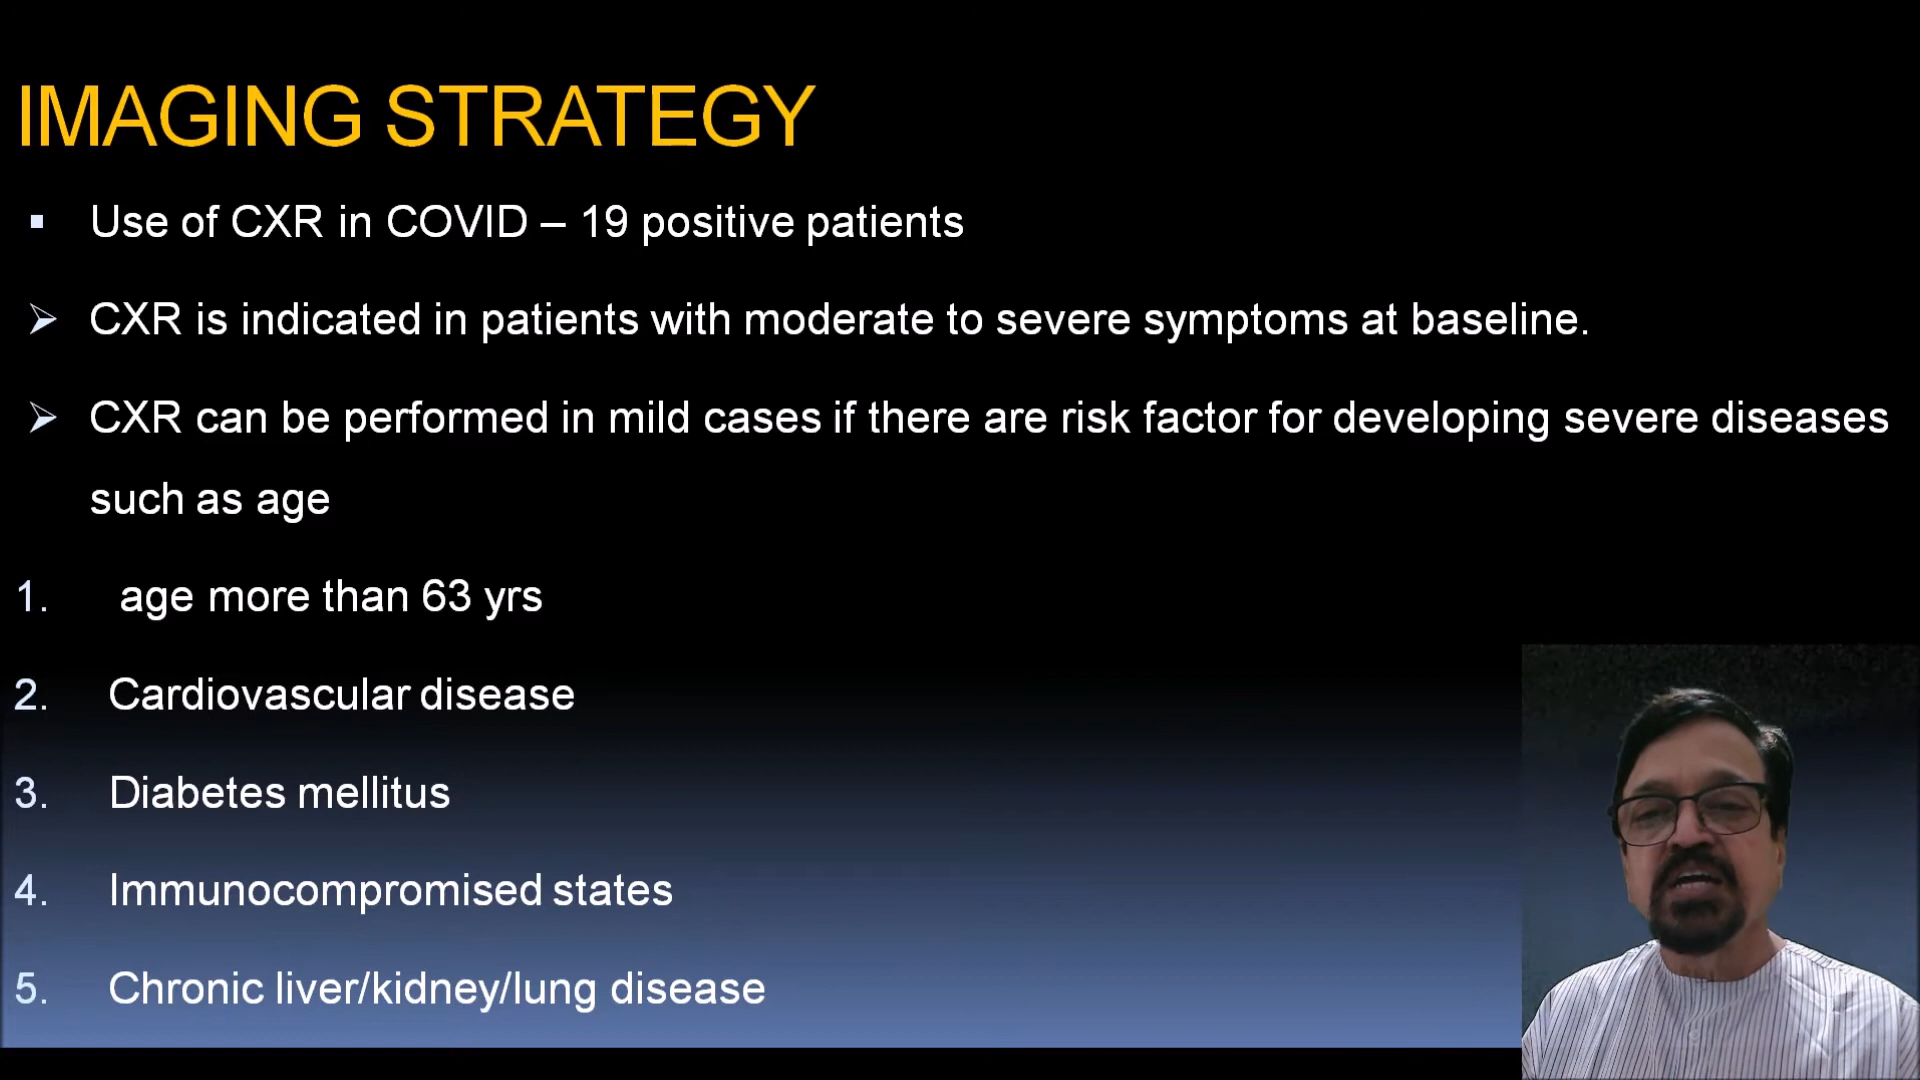 IMAGING STRATEGY
▪ Use of CXR in COVID – 19 positive patients
➢ CXR is indicated in patients with moderate to severe symptoms at baseline.
➢ CXR can be performed in mild cases if there are risk factor for developing severe diseases
such as age
1. age more than 63 yrs
2. Cardiovascular disease
3. Diabetes mellitus
4. Immunocompromised states
5. Chronic liver/kidney/lung disease